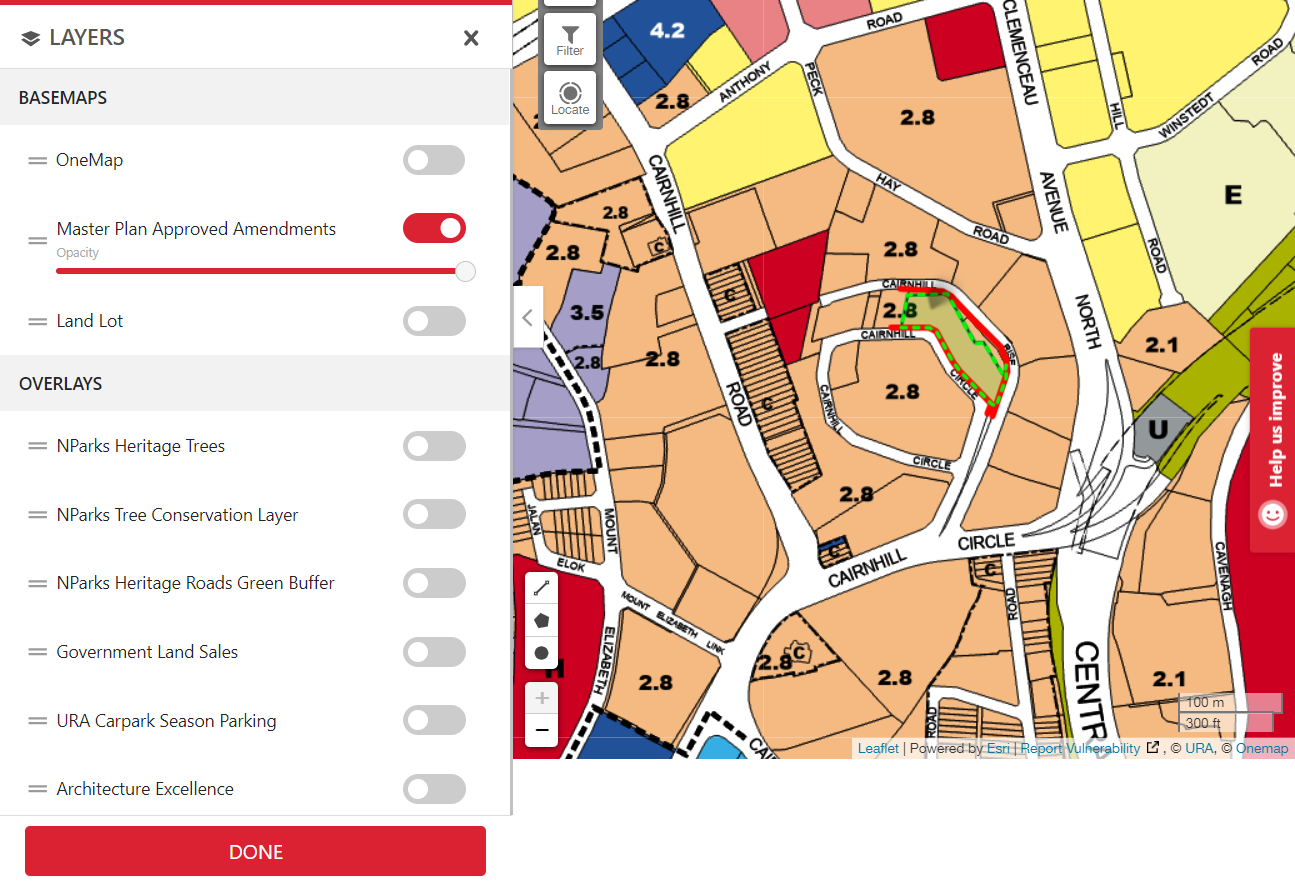 LAYERS
BASEMAPS
OneMap
Master Plan Approved Amendments
Opacity
Land Lot
OVERLAYS
NParks Heritage Trees
NParks Tree Conservation Layer
NParks Heritage Roads Green Buffer
Government Land Sales
URA Carpark Season Parking
Architecture Excellence
DONE
Filter
Locate
4.2
ROAD
CLEMENCEAU
ROAD
ANTHONY
PECK
2.8
2.8
HILL
WINSTEDT
CAIRNHILL
HAY
AVENUE
E
2.8
C
2.8
ROAD
2.8
ROAD
CAIRNHILL
C
3.5
2.8
NORTH
CAIRNHILL
RISE
2.8
2.8
2.1
CIRCLE
2.8
CAIRNHILL
ROAD
C
U
CIRCLE
2.8
JALAN
MOUNT
CIRCLE
C
CAIRNHILL
ELOK
C
ROAD
CAVENAGH
MOUNT ELIZABETH LINK
ELIZABETH
H
2.8
2.8
C
2.8
CENTR
2.1
ROAD
CAI
100 m
300 ft
Leaflet | Powered by Esri | Report Vulnerability , © URA, © Onemap
Help us improve